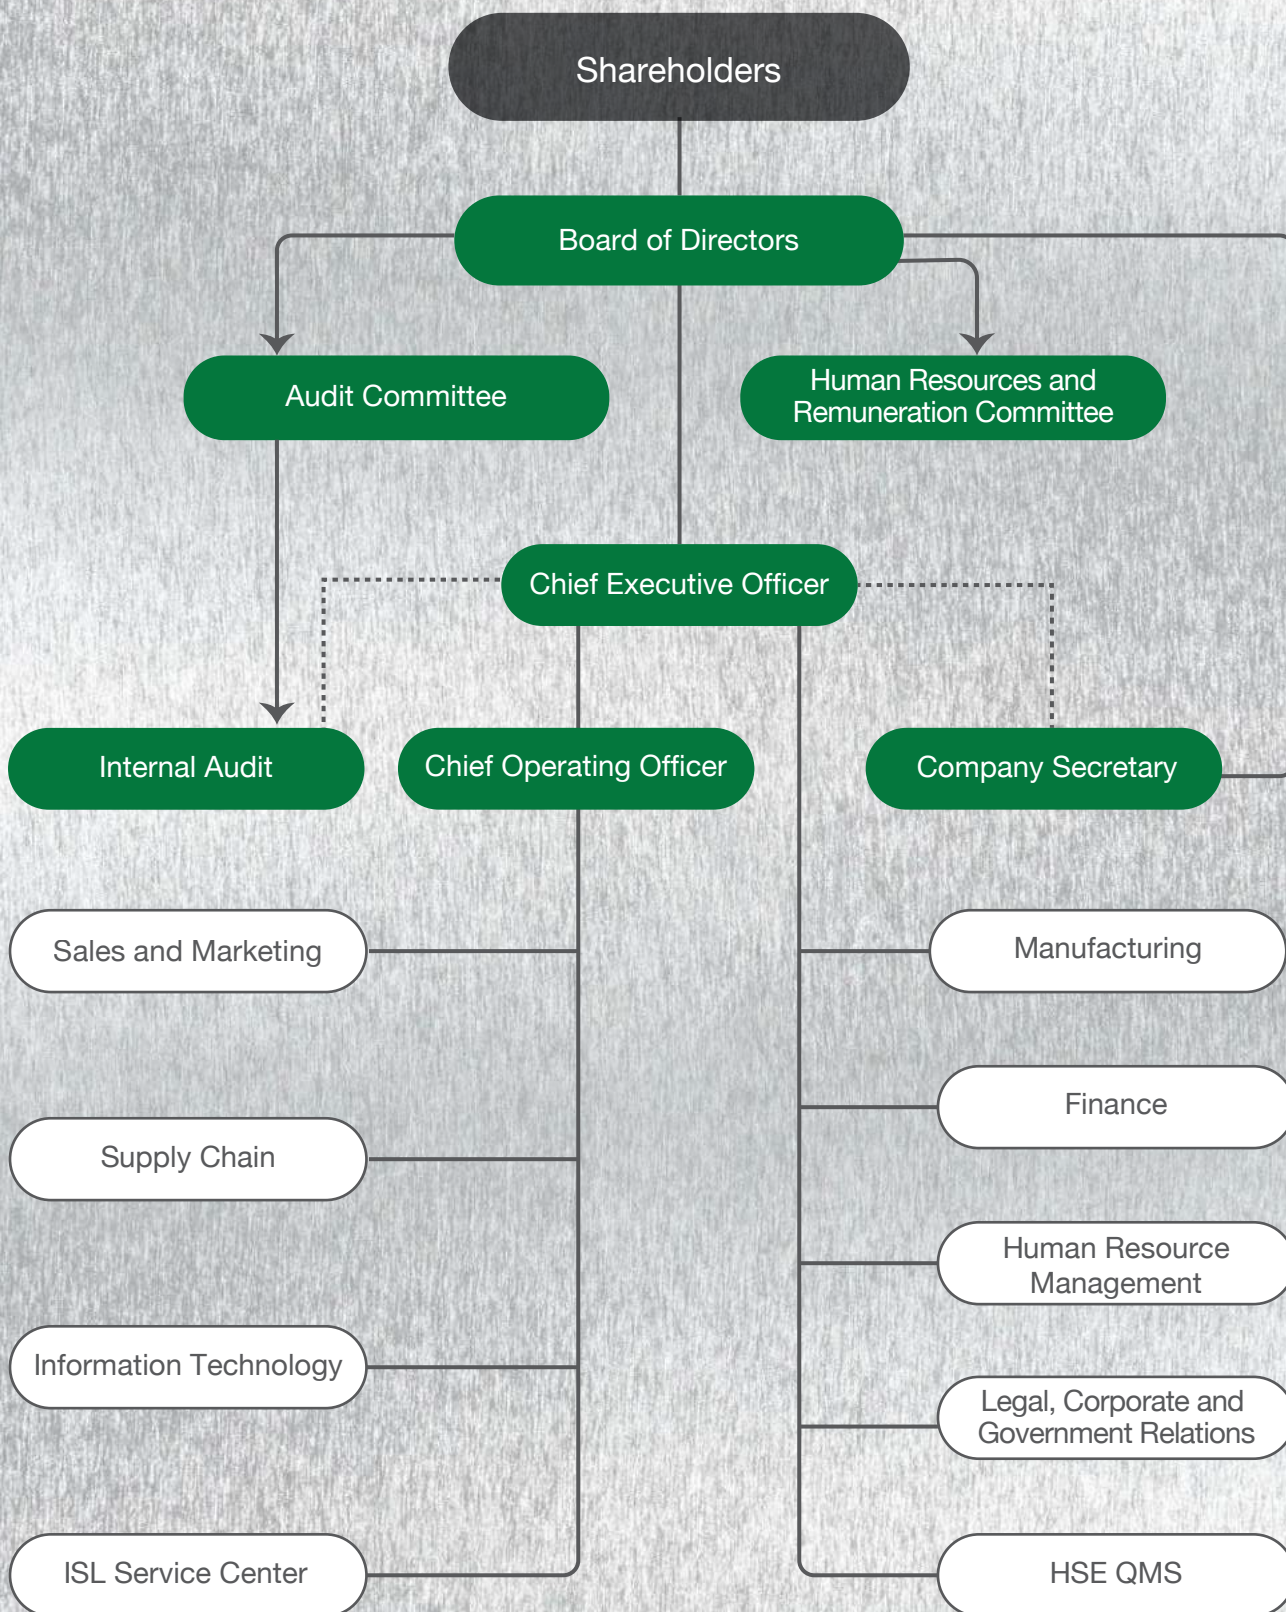 Shareholders
Board of Directors
Audit Committee
Human Resources and
Remuneration Committee
Chief Executive Officer
Internal Audit
Chief Operating Officer
Company Secretary
Sales and Marketing
Manufacturing
Finance
Supply Chain
Human Resource
Management
Information Technology
Legal, Corporate and
Government Relations
ISL Service Center
HSE QMS